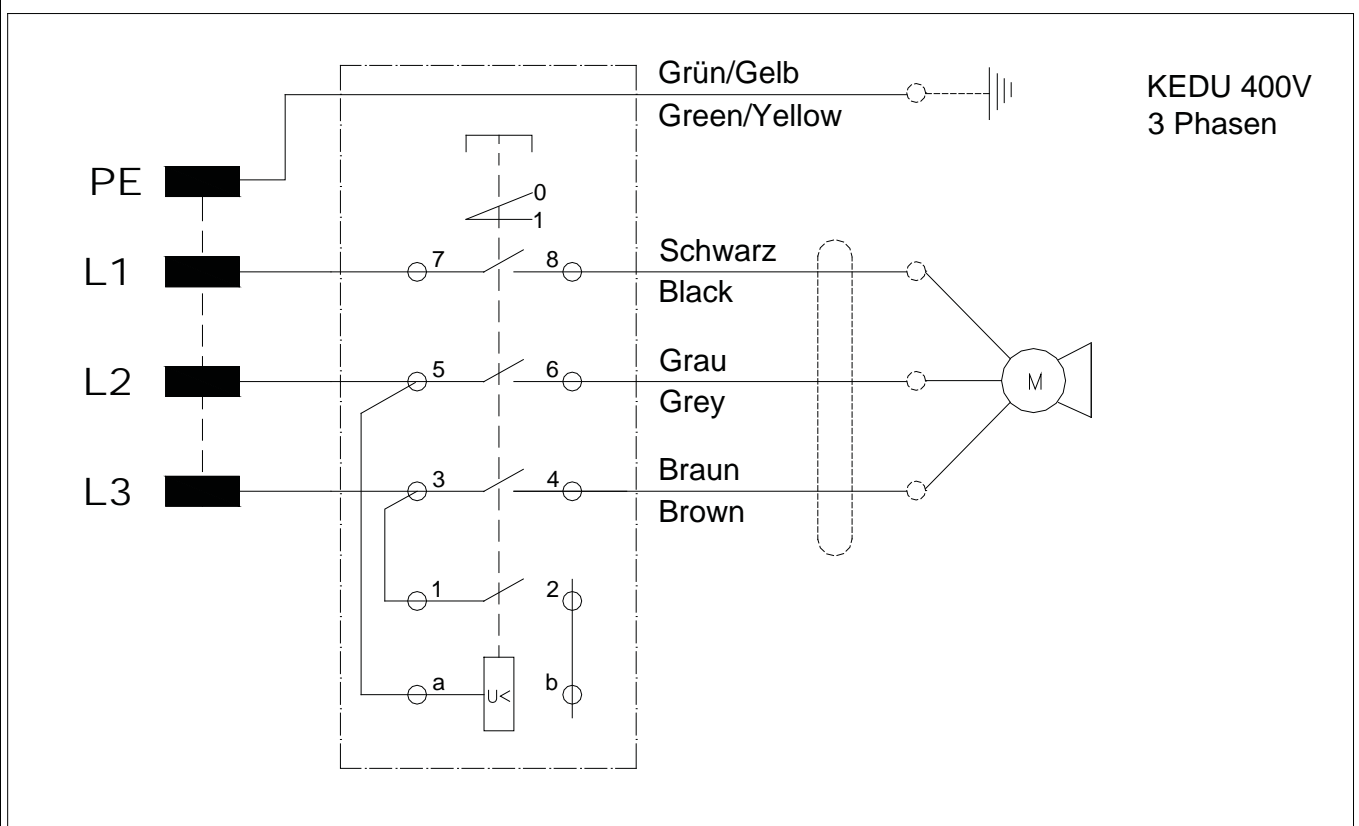 Grün/Gelb
Green/Yellow
KEDU 400V
3 Phasen
PE
0
1
L1
7
8
Schwarz
Black
L2
5
6
Grau
Grey
M
L3
3
4
Braun
Brown
1
2
a
U<
b